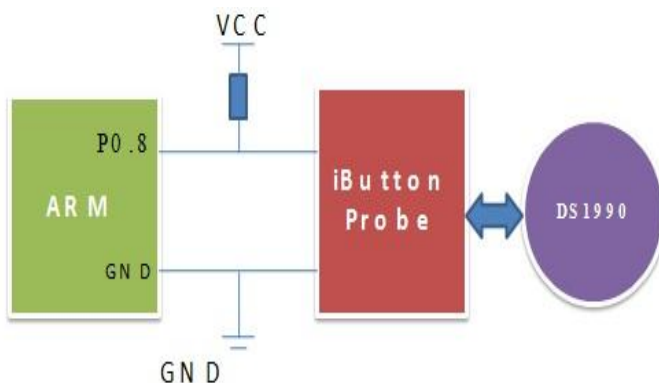 VCC
P0.8
ARM
GND
iButton
Probe
DS1990
GND